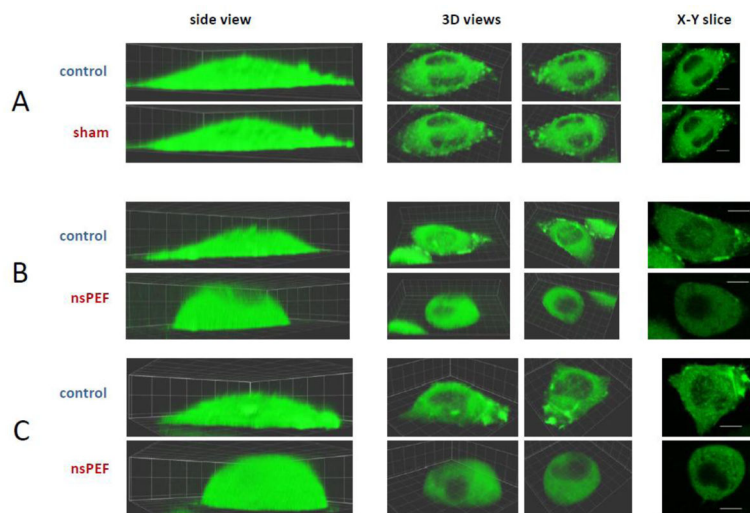 side view 3D views X-Y slice
control
A
sham
control
B
nsPEF
control
C
nsPEF